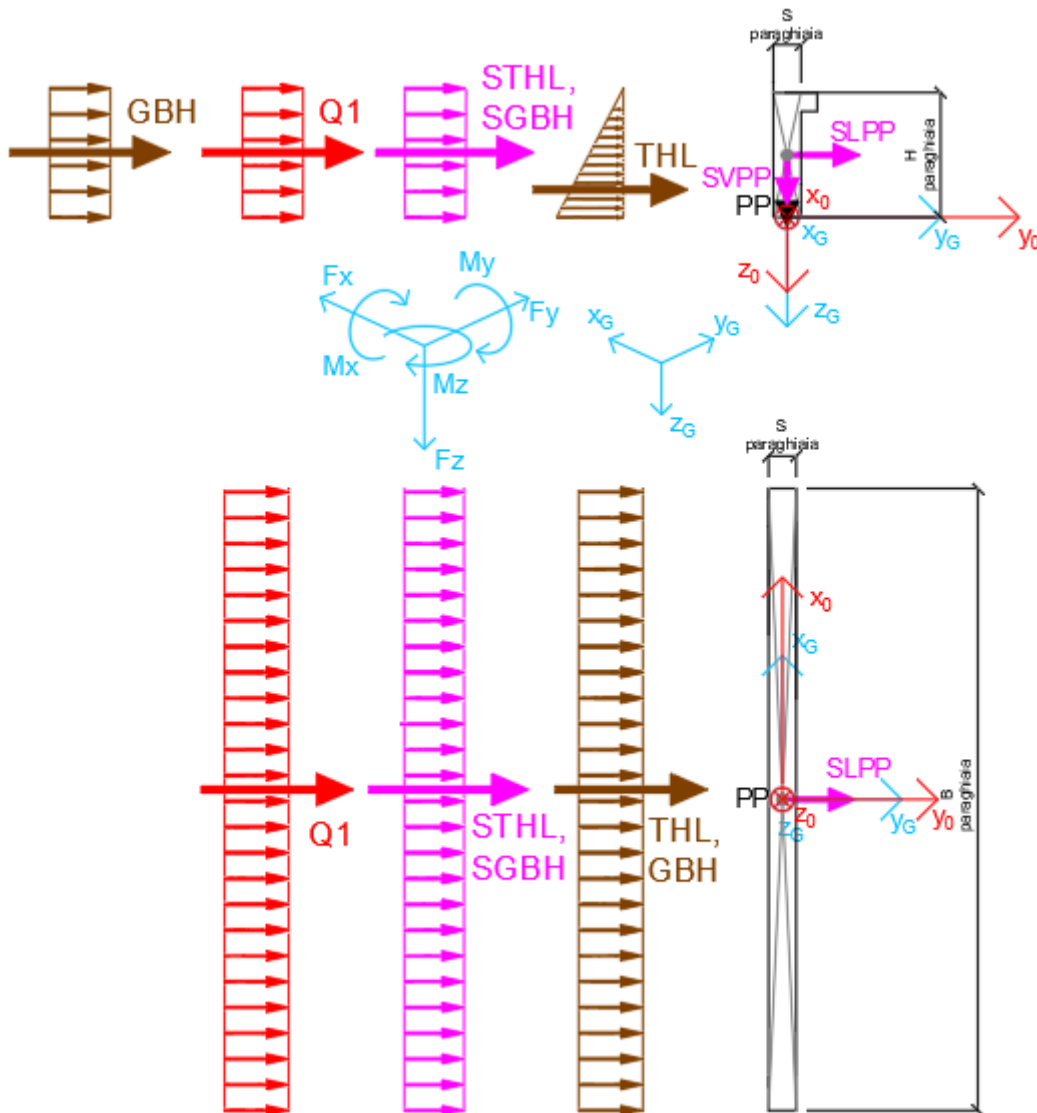 S
paraghiaia
GBH
Q1
STHL,
SGBH
THL
SLPP
H
paraghiaia
SVPP
PP
x0
xG
yG
y0
z0
zG
Fx
My
Fy
Mx
Mz
Fz
xG
yG
zG
S
paraghiaia
x0
xG
SLPP
B
paraghiaia
PP
z0
zG
yG
y0
Q1
STHL,
SGBH
THL,
GBH